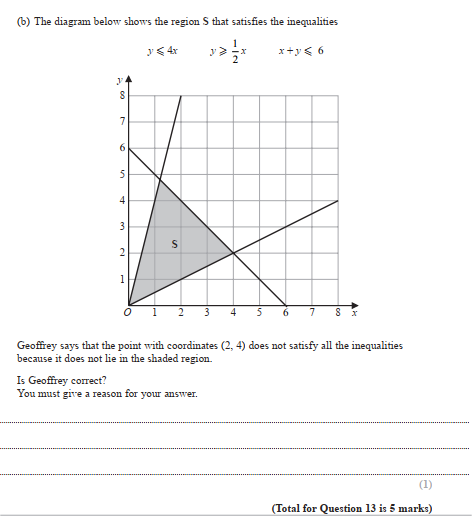 (b) The diagram below shows the region S that satisfies the inequalities
y ⩽ 4x y ⩾ 1/2 x x + y ⩽ 6
y
8
7
6
5
4
3
2
1
S
O 1 2 3 4 5 6 7 8 x
Geoffrey says that the point with coordinates (2, 4) does not satisfy all the inequalities
because it does not lie in the shaded region.
Is Geoffrey correct?
You must give a reason for your answer.
(1)
(Total for Question 13 is 5 marks)